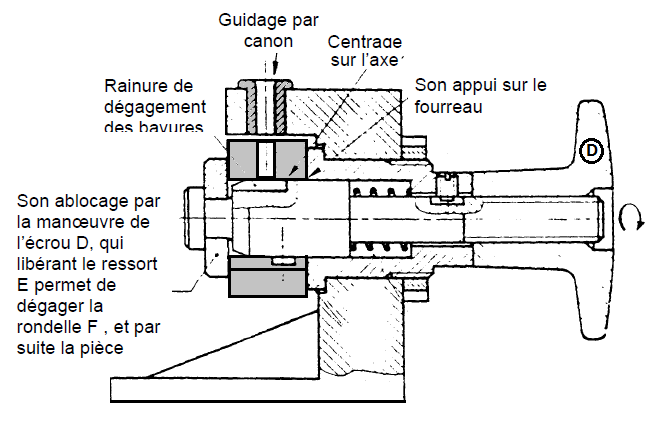 Guidage par
canon
Centrage
sur l'axe
Son appui sur le
fourreau
Rainure de
dégagement
des bavures
D
Son ablocage par
la manœuvre de
l'écrou D, qui
libérant le ressort
E permet de
dégager la
rondelle F , et par
suite la pièce